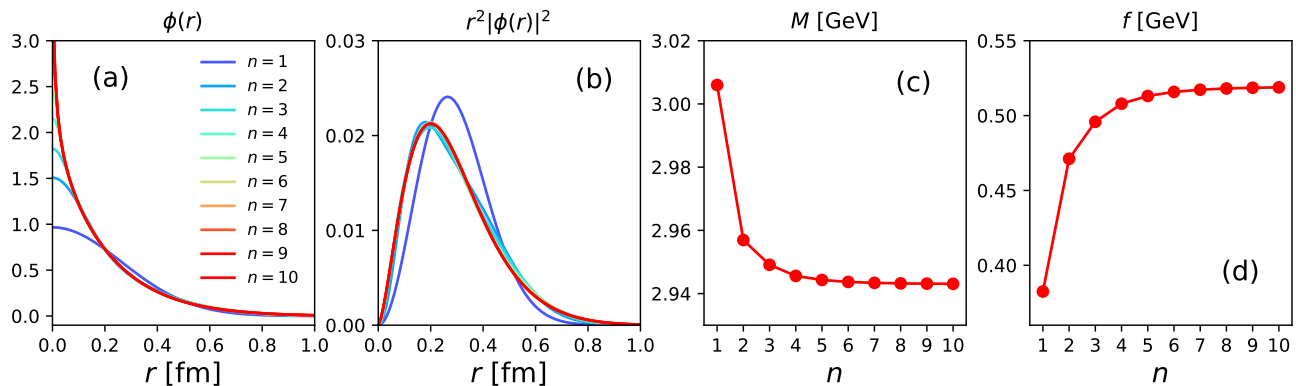 ϕ(r)
3.0
2.5
2.0
1.5
1.0
0.5
0.0
(a)
n = 1
n = 2
n = 3
n = 4
n = 5
n = 6
n = 7
n = 8
n = 9
n = 10
0.0 0.2 0.4 0.6 0.8 1.0
r [fm]
r²|ϕ(r)|²
0.03
0.02
0.01
0.00
(b)
0.0 0.2 0.4 0.6 0.8 1.0
r [fm]
M [GeV]
3.02
3.00
2.98
2.96
2.94
(c)
1 2 3 4 5 6 7 8 9 10
n
f [GeV]
0.55
0.50
0.45
0.40
(d)
1 2 3 4 5 6 7 8 9 10
n